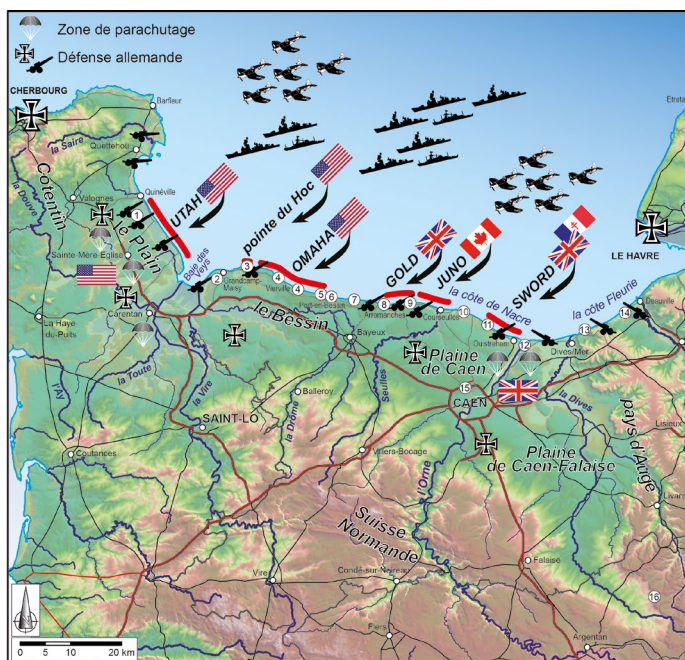 Zone de parachutage
Défense allemande
CHERBOURG
Barfleur
Etretat
la Saire
Quettehou
Cotentin
la Douve
Valognes
Quinéville
UTAH
pointe du Hoc
1
le Plain
OMAHA
GOLD
JUNO
SWORD
LE HAVRE
Sainte-Mère-Eglise
Baie des
Veys
2
Grandcamp-
Maisy
3
4
Vierville
4
5
6
Port-en-Bessin
7
8
9
Arromanches
Courseulles
10
la côte de Nacre
11
12
Ouistreham
la côte Fleurie
13
14
Deauville
Dives/Mer
La Haye
du-Puits
Carentan
le Bessin
Bayeux
Plaine
de Caen
la Toute
la Vire
l'Ay
Balleroy
la Drôme
Seulles
15
CAEN
la Dives
pays d'Auge
Lisieux
SAINT-LO
Coutances
Villers-Bocage
Plaine
de Caen-Falaise
l'Orne
Livarot
Suisse
Normande
Vire
Condé-sur-Noireau
Falaise
16
Flers
Argentan
0 5 10 20 km